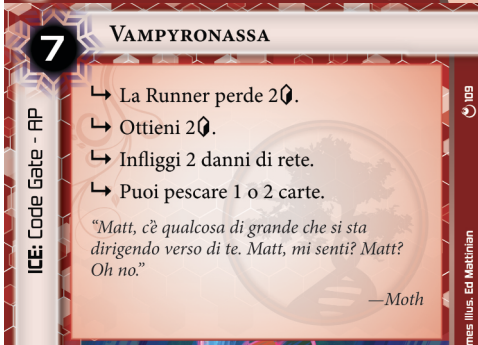 7
VAMPYRONASSA
↳ La Runner perde 2.
↳ Ottieni 2.
↳ Infliggi 2 danni di rete.
↳ Puoi pescare 1 o 2 carte.
“Matt, c’è qualcosa di grande che si sta
dirigendo verso di te. Matt, mi senti? Matt?
Oh no.”
—Moth
ICE: Code Gate - AP
109
Illus. Ed Mattinian